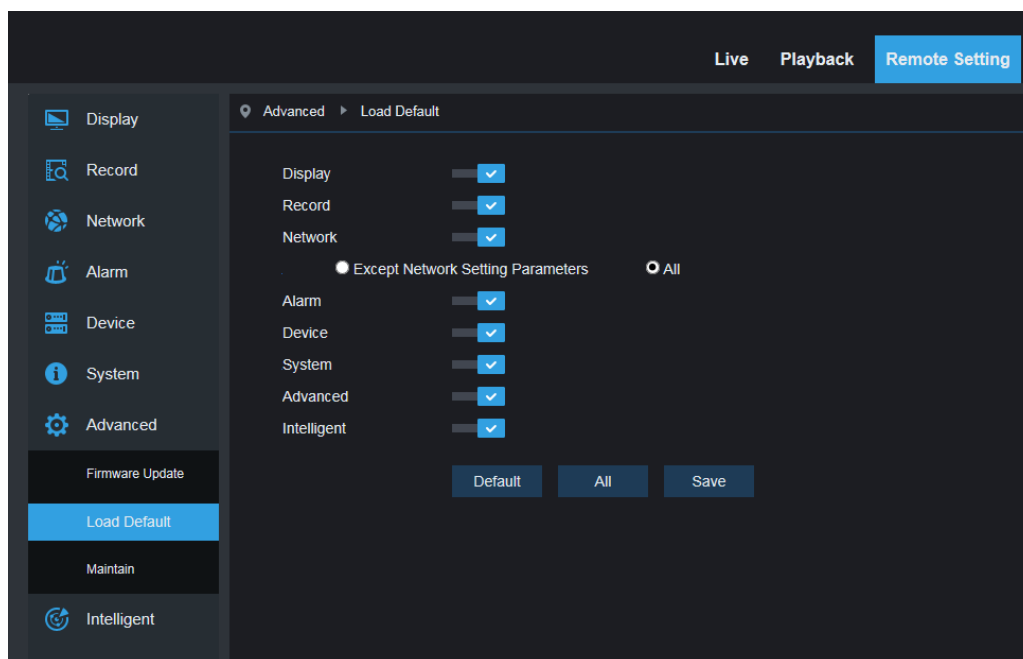 Live Playback Remote Setting
Advanced Load Default
Display
Record
Network
Alarm
Device
System
Advanced
Firmware Update
Load Default
Maintain
Intelligent
Display
Record
Network
Except Network Setting Parameters All
Alarm
Device
System
Advanced
Intelligent
Default All Save